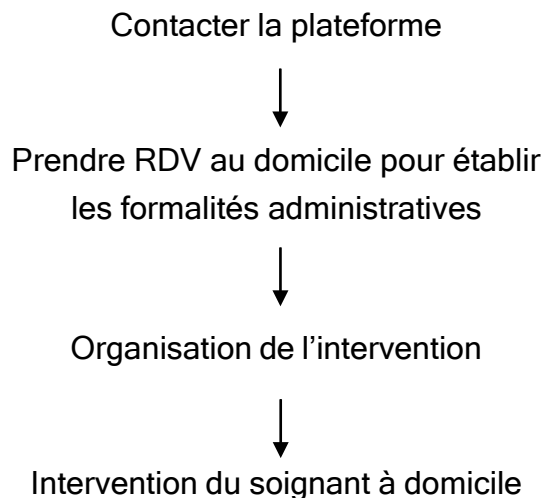 Contacter la plateforme
Prendre RDV au domicile pour établir
les formalités administratives
Organisation de l’intervention
Intervention du soignant à domicile